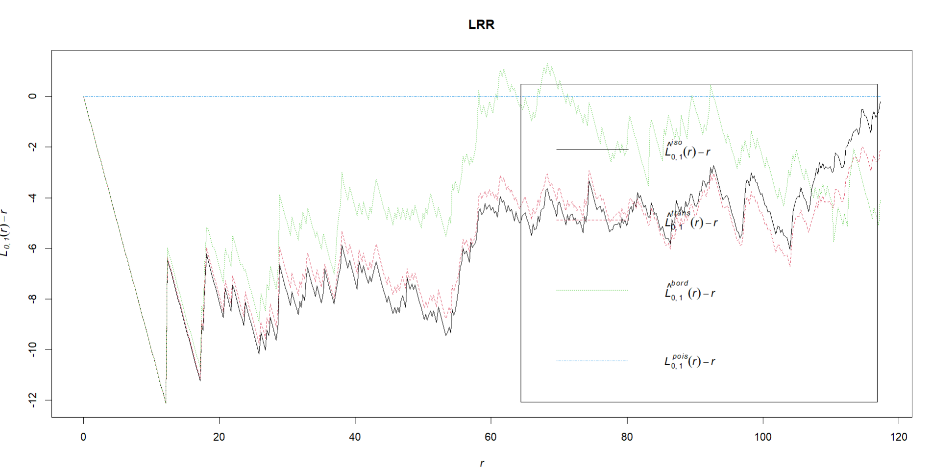 LRR
L0,1(r)−r
0
-2
-4
-6
-8
-10
-12
L̂iso0,1(r)−r
L̂trans0,1(r)−r
L̂bord0,1(r)−r
Lpois0,1(r)−r
0 20 40 60 80 100 120
r